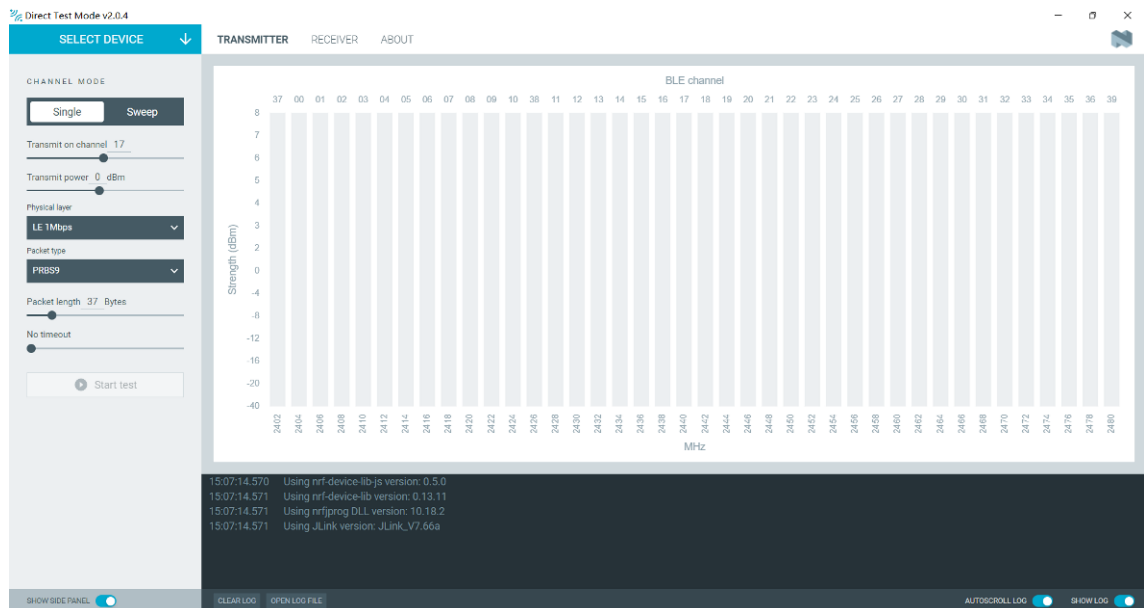 Direct Test Mode v2.0.4
SELECT DEVICE
TRANSMITTER RECEIVER ABOUT
CHANNEL MODE
Single Sweep
Transmit on channel 17
Transmit power 0 dBm
Physical layer
LE 1Mbps
Packet type
PRBS9
Packet length 37 Bytes
No timeout
Start test
BLE channel
37 00 01 02 03 04 05 06 07 08 09 10 38 11 12 13 14 15 16 17 18 19 20 21 22 23 24 25 26 27 28 29 30 31 32 33 34 35 36 39
Strength (dBm)
8
7
6
5
4
3
2
0
-4
-8
-12
-16
-20
-40
2402 2404 2406 2408 2410 2412 2414 2416 2418 2420 2422 2424 2426 2428 2430 2432 2434 2436 2438 2440 2442 2444 2446 2448 2450 2452 2454 2456 2458 2460 2462 2464 2466 2468 2470 2472 2474 2476 2478 2480
MHz
15:07:14.570 Using nrf-device-lib-js version: 0.5.0
15:07:14.571 Using nrf-device-lib version: 0.13.11
15:07:14.571 Using nrfjprog DLL version: 10.18.2
15:07:14.571 Using JLink version: JLink_V7.66a
SHOW SIDE PANEL
CLEAR LOG OPEN LOG FILE
AUTOSCROLL LOG SHOW LOG